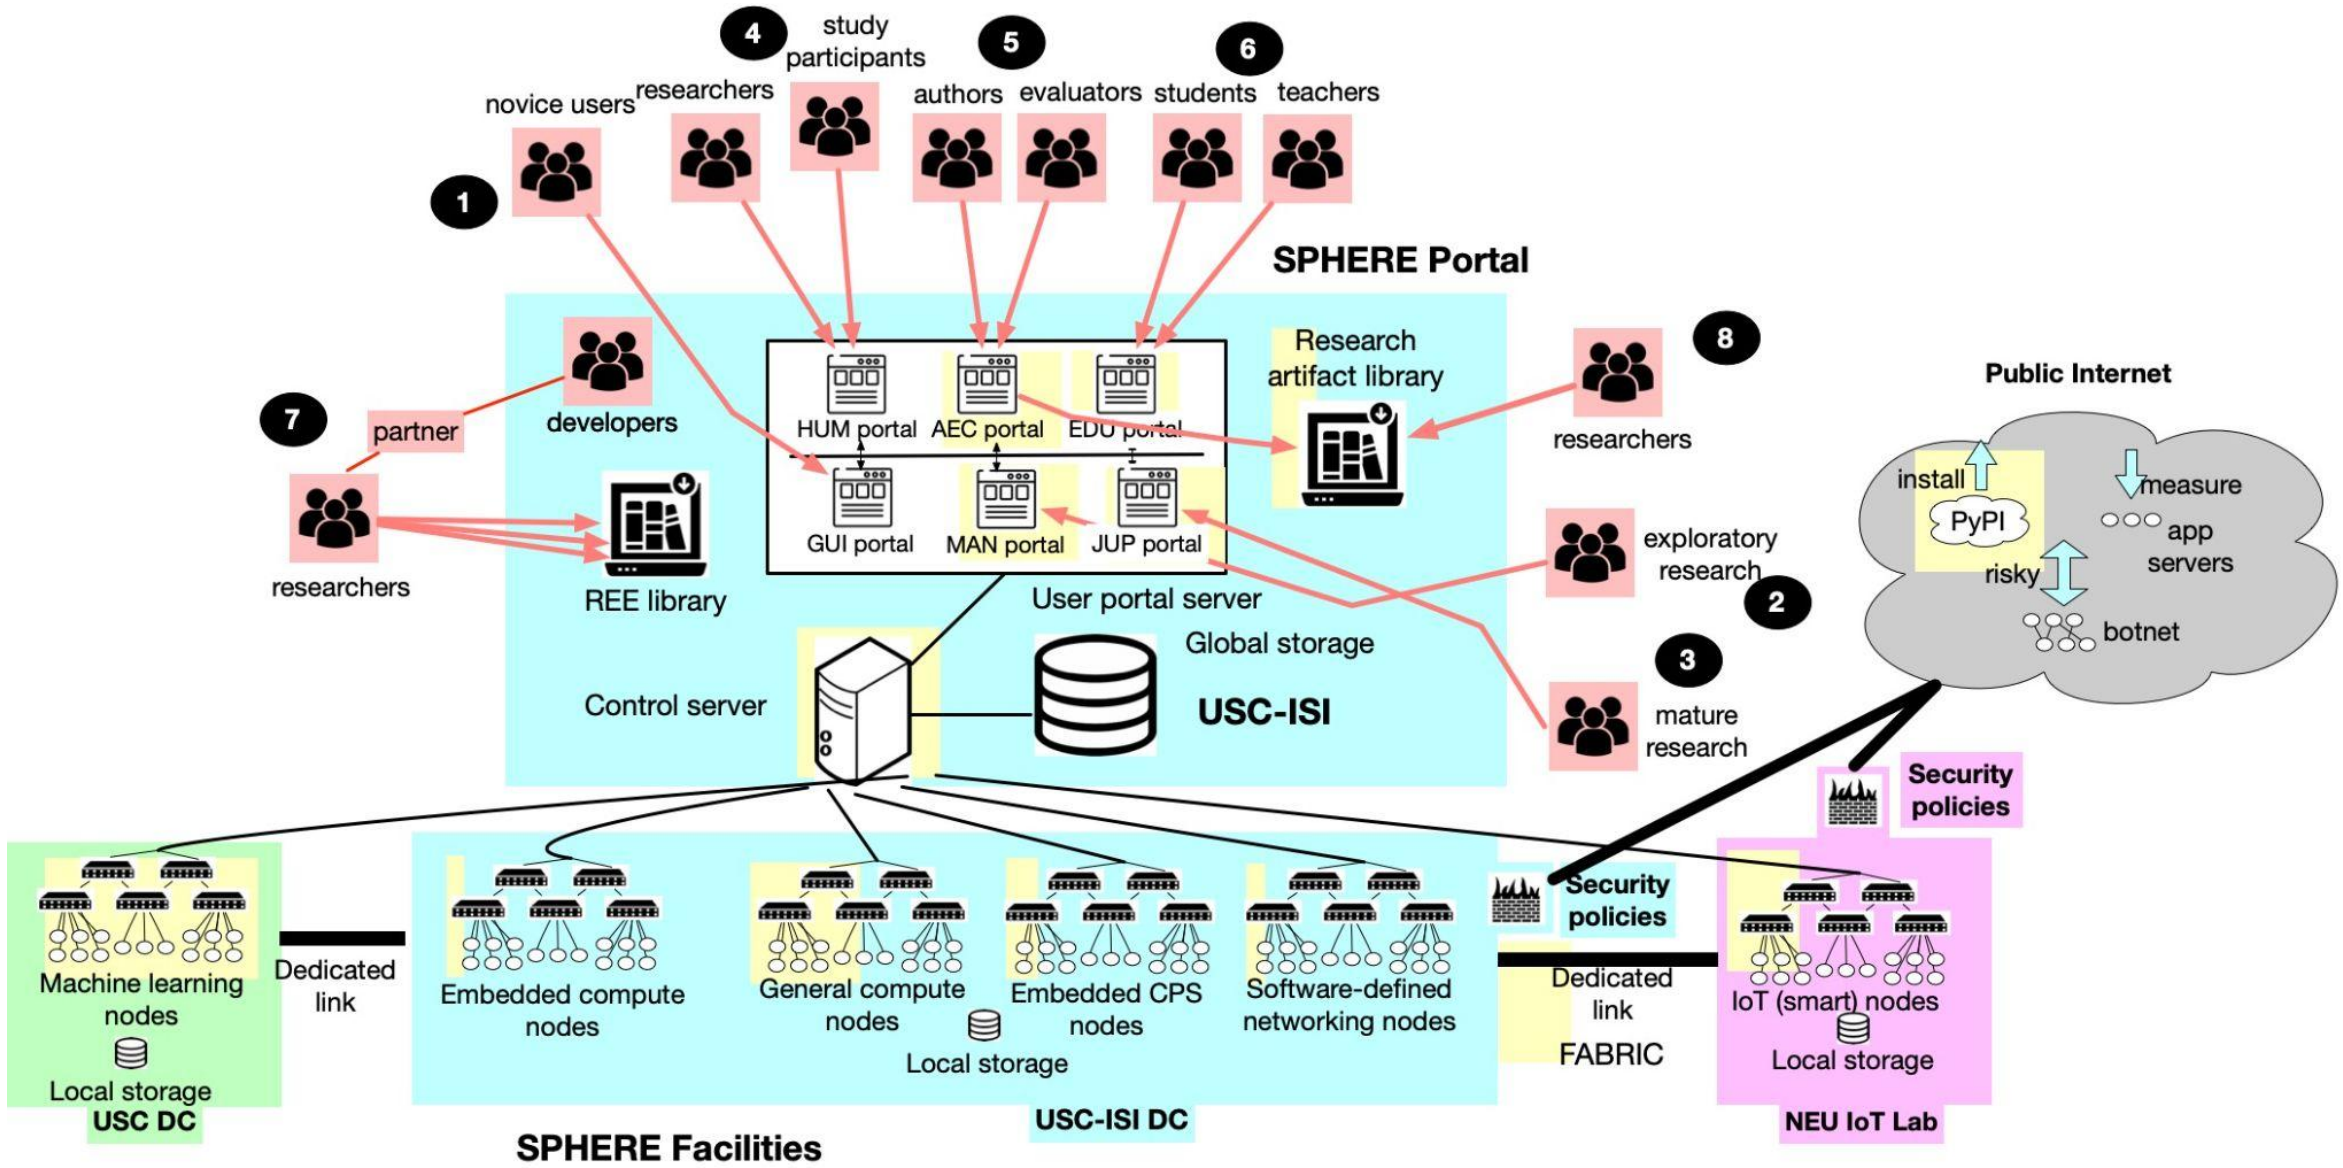 4
study
participants
5
6
researchers
authors
evaluators
students
teachers
novice users
1
SPHERE Portal
developers
7
partner
researchers
REE library
HUM portal
AEC portal
EDU portal
GUI portal
MAN portal
JUP portal
User portal server
Research
artifact library
8
researchers
exploratory
research
2
3
mature
research
Global storage
Control server
USC-ISI
Public Internet
install
PyPI
measure
app
servers
risky
botnet
Security
policies
Security
policies
Machine learning
nodes
Local storage
USC DC
Dedicated
link
Embedded compute
nodes
General compute
nodes
Local storage
Embedded CPS
nodes
Software-defined
networking nodes
USC-ISI DC
Dedicated
link
FABRIC
IoT (smart) nodes
Local storage
NEU IoT Lab
SPHERE Facilities